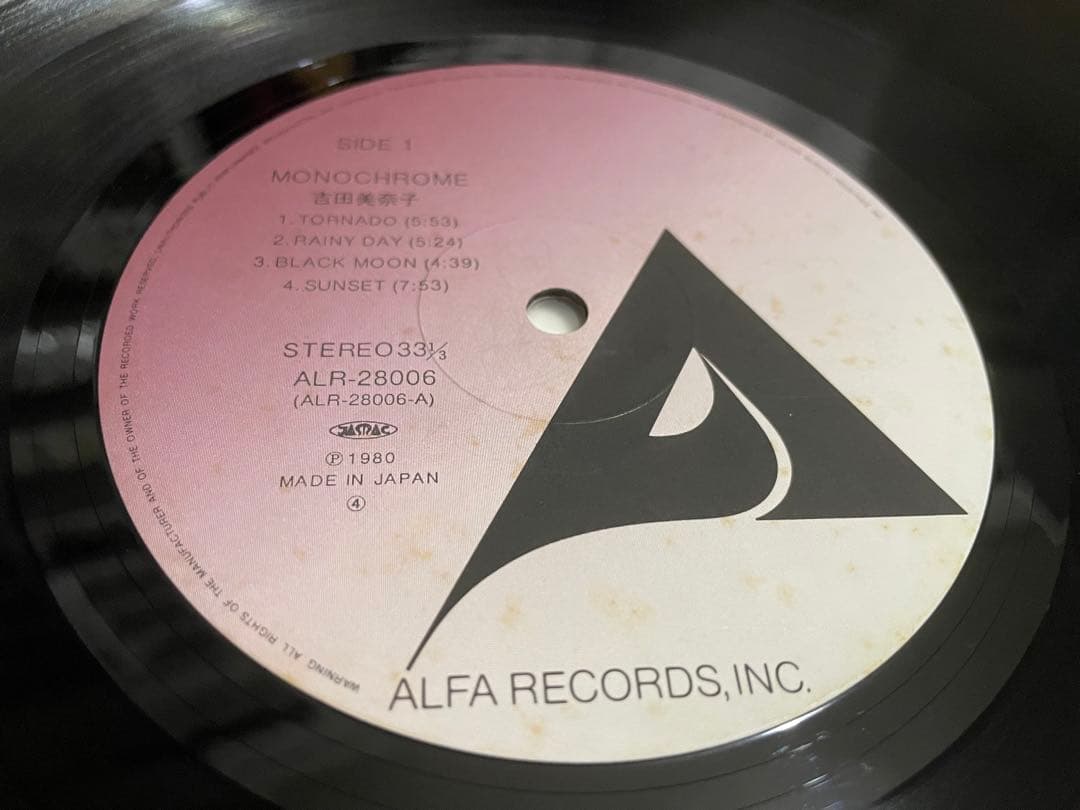 SIDE 1
MONOCHROME
吉田美奈子
1. TORNADO (5:53)
2. RAINY DAY (5:24)
3. BLACK MOON (4:39)
4. SUNSET (7:53)
STEREO 33⅓
ALR-28006
(ALR-28006-A)
JASRAC
Ⓟ1980
MADE IN JAPAN
④
ALFA RECORDS, INC.
WARNING. ALL RIGHTS OF THE MANUFACTURER AND OF THE OWNER OF THE RECORDED WORK RESERVED.